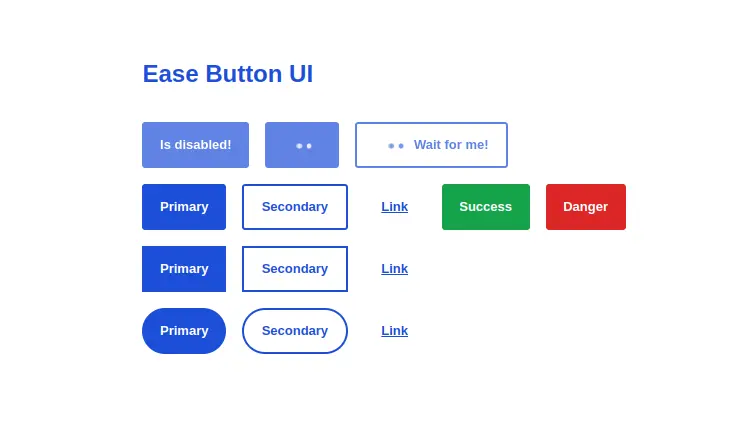 Ease Button UI
Is disabled! Wait for me!
Primary Secondary Link Success Danger
Primary Secondary Link
Primary Secondary Link